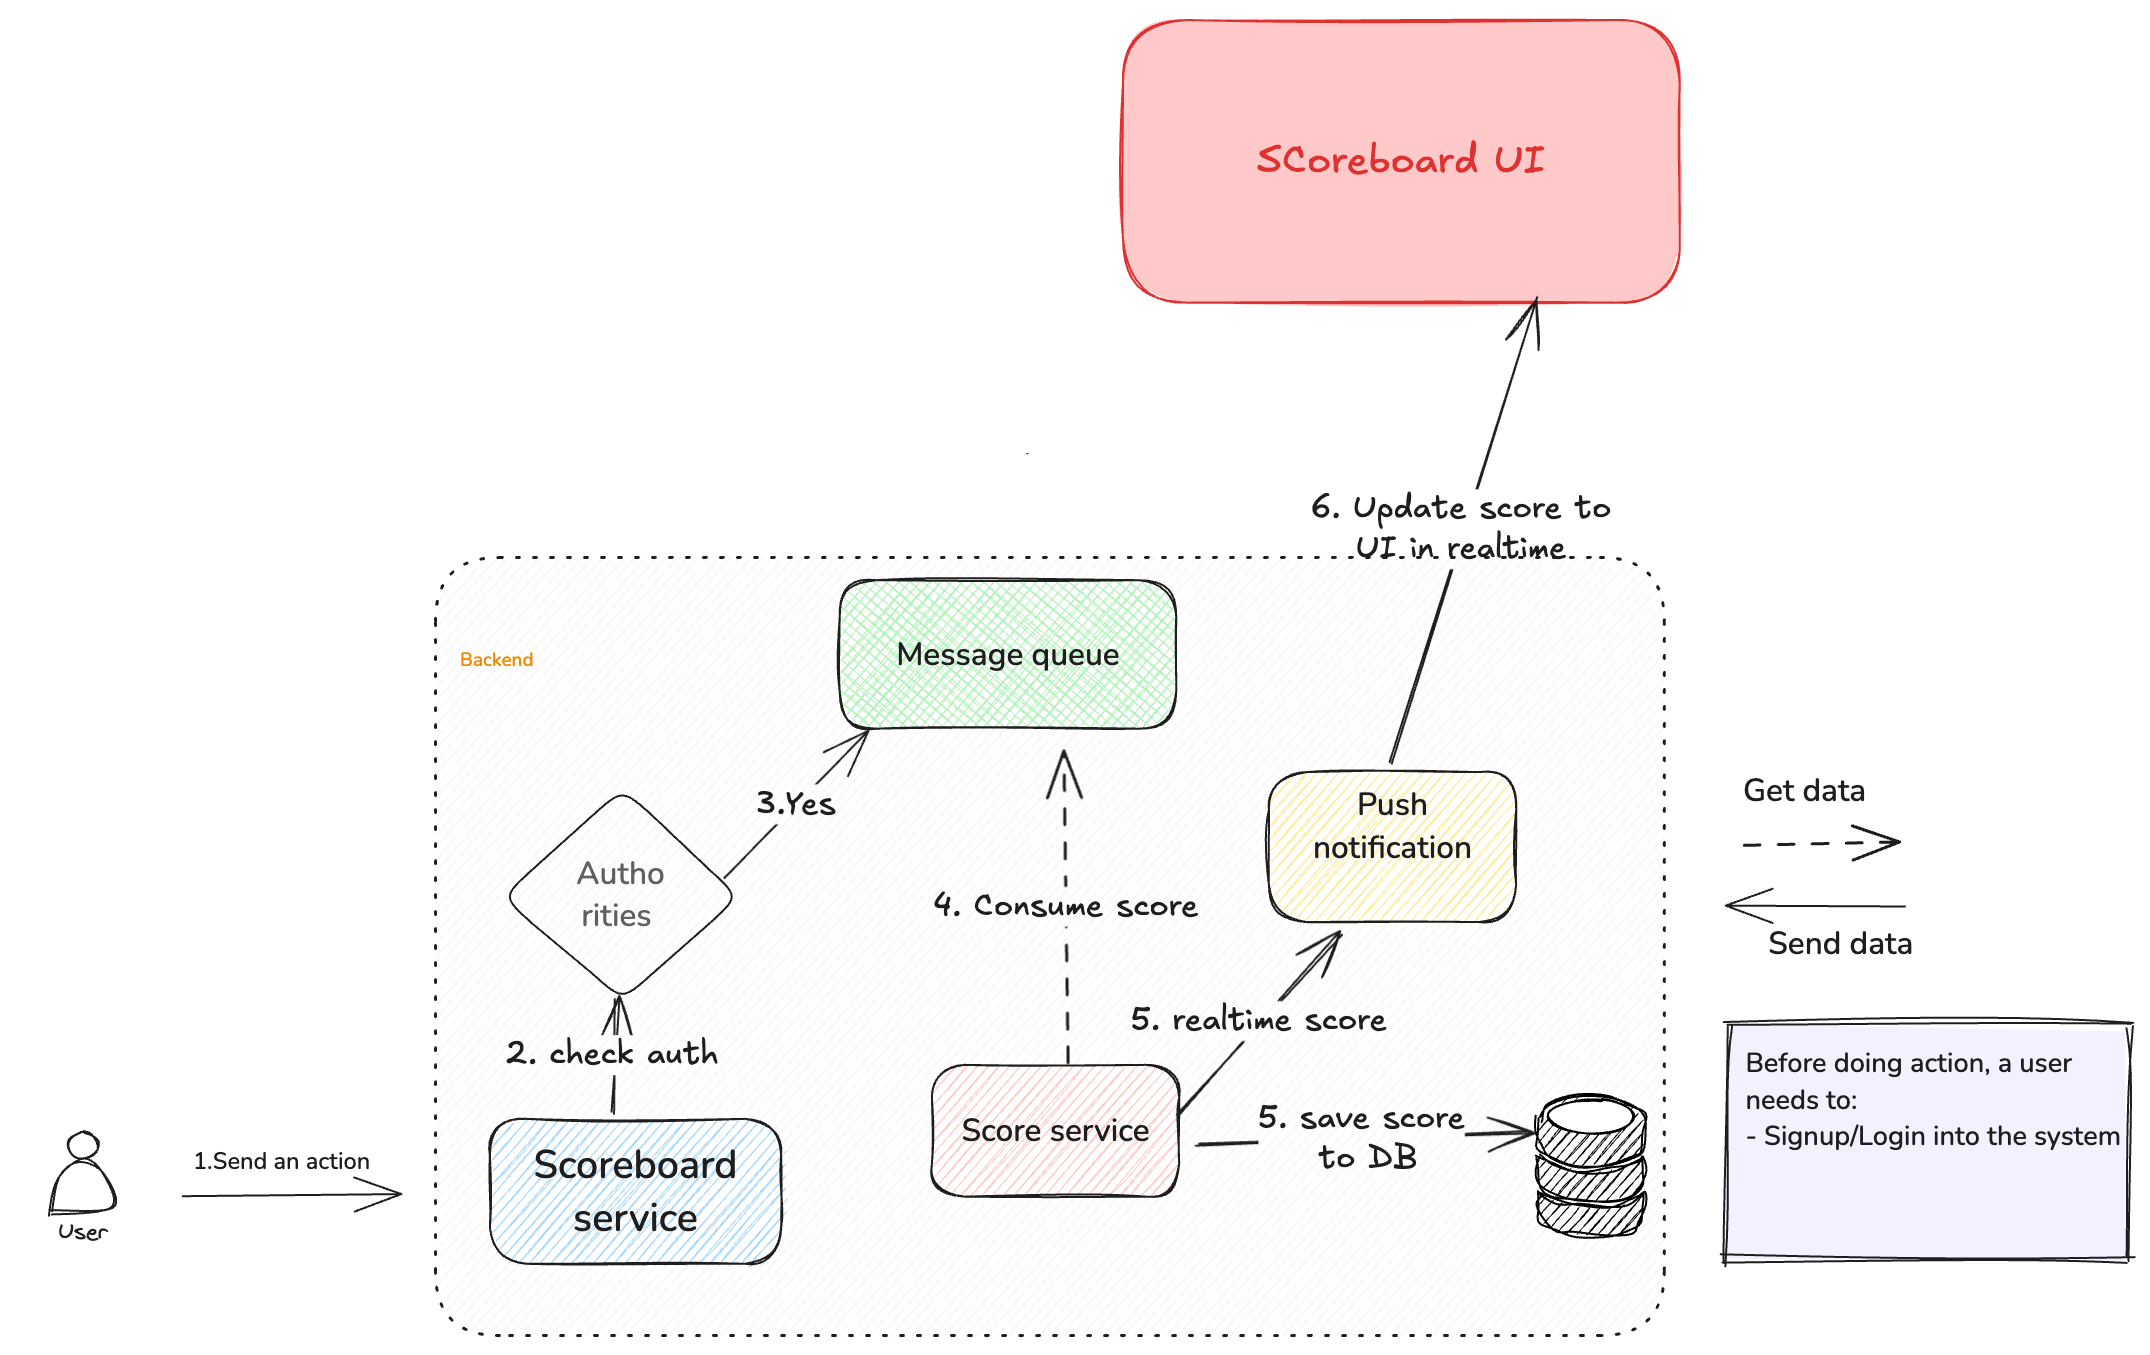 SCoreboard UI
6. Update score to
UI in realtime
Backend
Message queue
3.Yes
Push
notification
Autho
rities
4. Consume score
Get data
Send data
5. realtime score
2. check auth
Score service
5. save score
to DB
Before doing action, a user
needs to:
- Signup/Login into the system
1.Send an action
Scoreboard
service
User